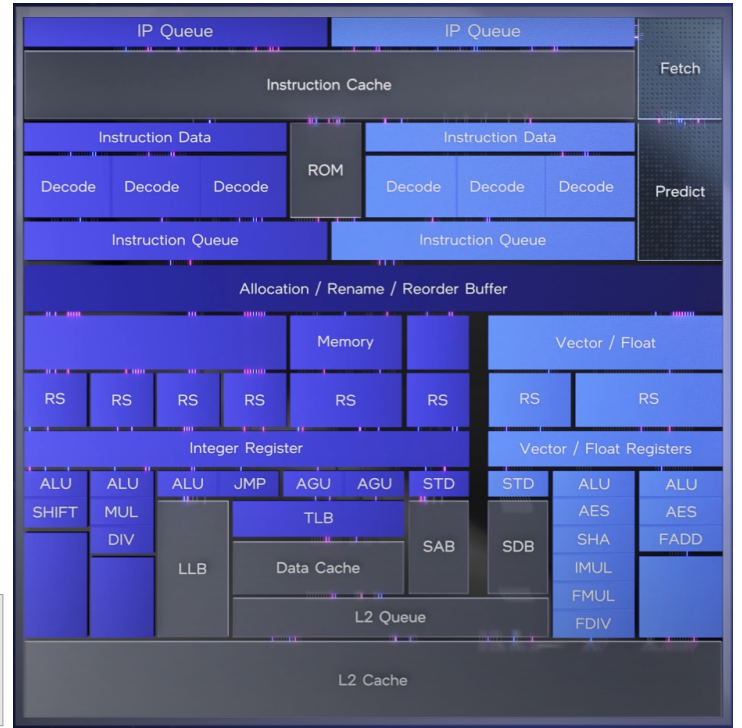 IP Queue IP Queue
Fetch
Instruction Cache
Instruction Data Instruction Data
ROM
Decode Decode Decode Decode Decode Decode
Predict
Instruction Queue Instruction Queue
Allocation / Rename / Reorder Buffer
Memory Vector / Float
RS RS RS RS RS RS RS RS
Integer Register Vector / Float Registers
ALU ALU ALU JMP AGU AGU STD STD ALU ALU
SHIFT MUL AES AES
TLB
DIV SHA FADD
SAB SDB
LLB Data Cache IMUL
FMUL
L2 Queue
FDIV
L2 Cache